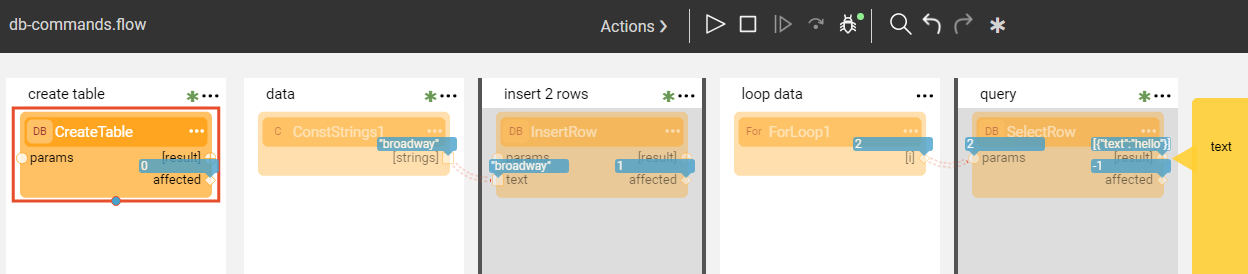 db-commands.flow
Actions
create table
DB CreateTable
params
[result]
0
affected
data
C ConstStrings1
"broadway"
[strings]
insert 2 rows
DB InsertRow
params
[result]
"broadway"
1
text
affected
loop data
For ForLoop1
2
[i]
query
DB SelectRow
2
[{"text":"hello"}]
params
[result]
-1
affected
text